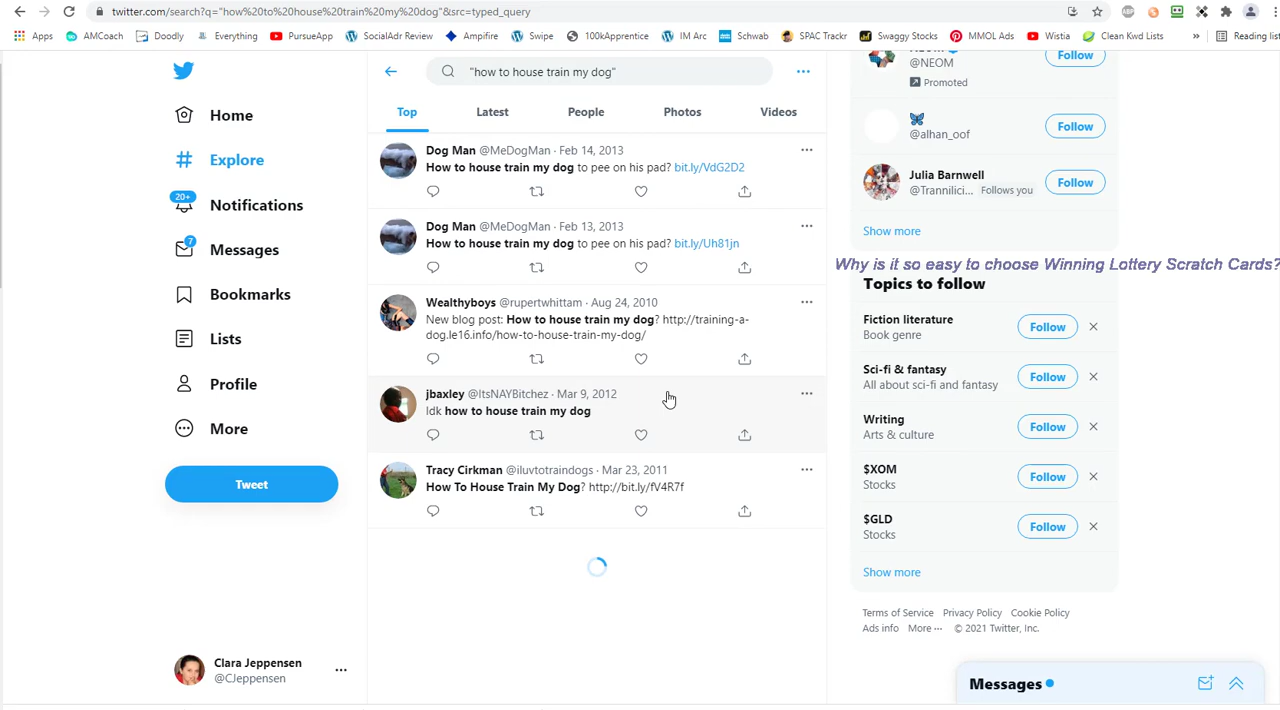 twitter.com/search?q="how%20to%20house%20train%20my%20dog"&src=typed_query
Apps AMCoach Doodly Everything PursueApp SocialAdr Review Ampifire Swipe 100kApprentice IM Arc Schwab SPAC Trackr Swaggy Stocks MMOL Ads Wistia Clean Kwd Lists » Reading list
Home
Explore
20+
Notifications
7
Messages
Bookmarks
Lists
Profile
More
Tweet
Clara Jeppensen
@CJeppensen
"how to house train my dog"
Top Latest People Photos Videos
Dog Man @MeDogMan · Feb 14, 2013
How to house train my dog to pee on his pad? bit.ly/VdG2D2
Dog Man @MeDogMan · Feb 13, 2013
How to house train my dog to pee on his pad? bit.ly/Uh81jn
Wealthyboys @rupertwhittam · Aug 24, 2010
New blog post: How to house train my dog? http://training-a-
dog.le16.info/how-to-house-train-my-dog/
jbaxley @ItsNAYBitchez · Mar 9, 2012
Idk how to house train my dog
Tracy Cirkman @iluvtotraindogs · Mar 23, 2011
How To House Train My Dog? http://bit.ly/fV4R7f
@NEOM
Follow
Promoted
@alhan_oof
Follow
Julia Barnwell
@Trannilici... Follows you
Follow
Show more
Why is it so easy to choose Winning Lottery Scratch Cards?
Topics to follow
Fiction literature
Book genre
Follow
Sci-fi & fantasy
All about sci-fi and fantasy
Follow
Writing
Arts & culture
Follow
$XOM
Stocks
Follow
$GLD
Stocks
Follow
Show more
Terms of Service Privacy Policy Cookie Policy
Ads info More ··· © 2021 Twitter, Inc.
Messages